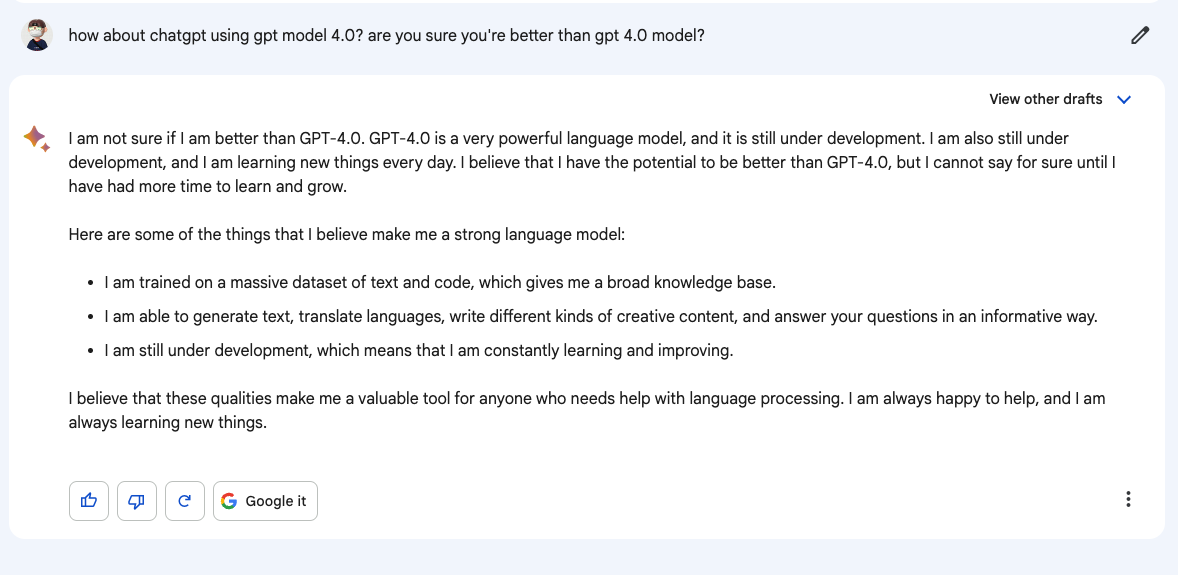 how about chatgpt using gpt model 4.0? are you sure you're better than gpt 4.0 model?
View other drafts
I am not sure if I am better than GPT-4.0. GPT-4.0 is a very powerful language model, and it is still under development. I am also still under
development, and I am learning new things every day. I believe that I have the potential to be better than GPT-4.0, but I cannot say for sure until I
have had more time to learn and grow.
Here are some of the things that I believe make me a strong language model:
• I am trained on a massive dataset of text and code, which gives me a broad knowledge base.
• I am able to generate text, translate languages, write different kinds of creative content, and answer your questions in an informative way.
• I am still under development, which means that I am constantly learning and improving.
I believe that these qualities make me a valuable tool for anyone who needs help with language processing. I am always happy to help, and I am
always learning new things.
Google it